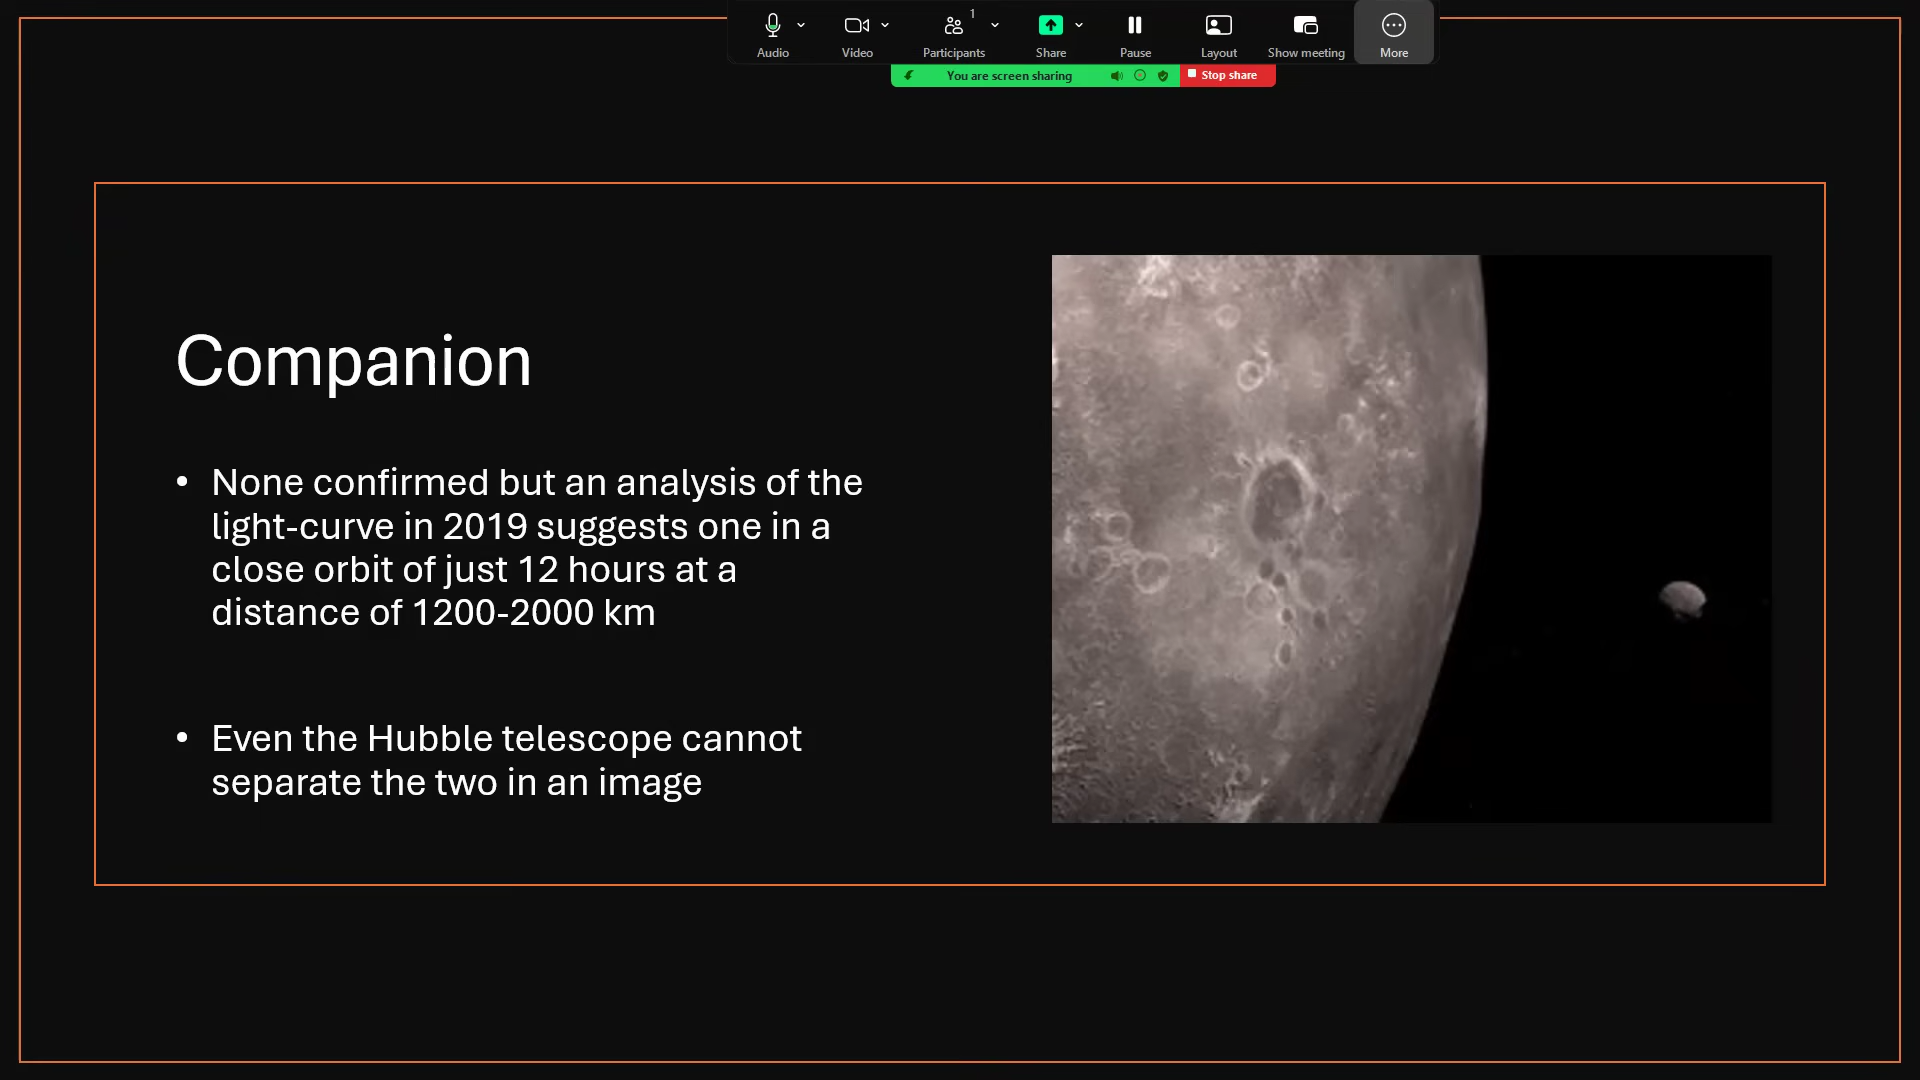 1
Audio
Video
Participants
Share
Pause
Layout
Show meeting
More
You are screen sharing
Stop share
Companion
• None confirmed but an analysis of the
light-curve in 2019 suggests one in a
close orbit of just 12 hours at a
distance of 1200-2000 km
• Even the Hubble telescope cannot
separate the two in an image